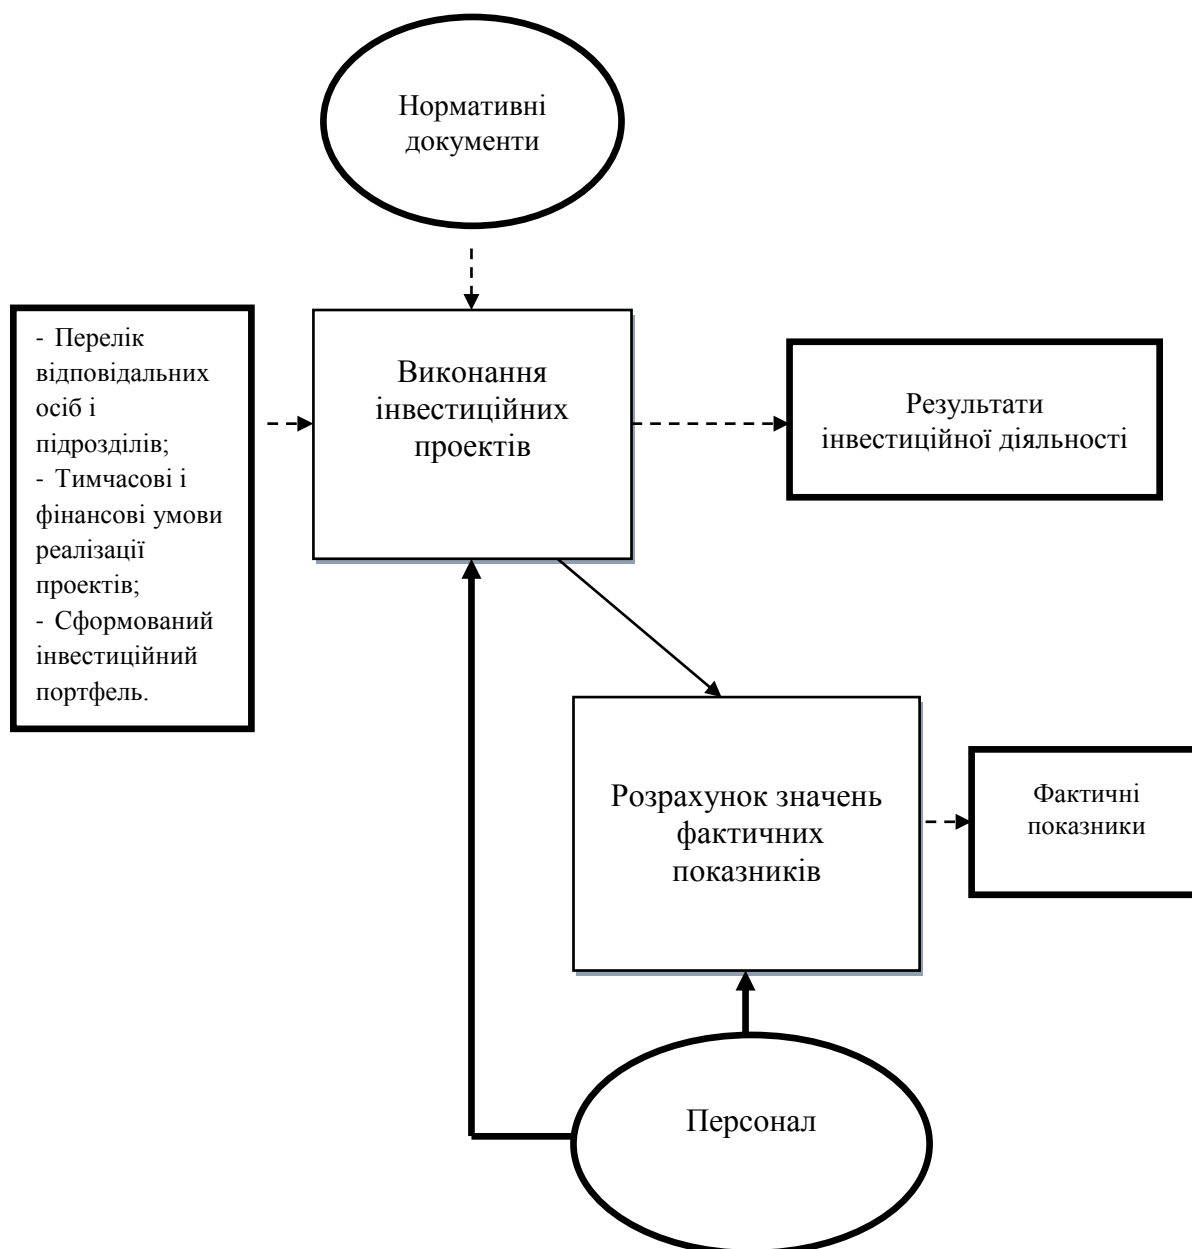 Нормативні
документи
- Перелік
відповідальних
осіб і
підрозділів;
- Тимчасові і
фінансові умови
реалізації
проектів;
- Сформований
інвестиційний
портфель.
Виконання
інвестиційних
проектів
Результати
інвестиційної діяльності
Розрахунок значень
фактичних
показників
Фактичні
показники
Персонал